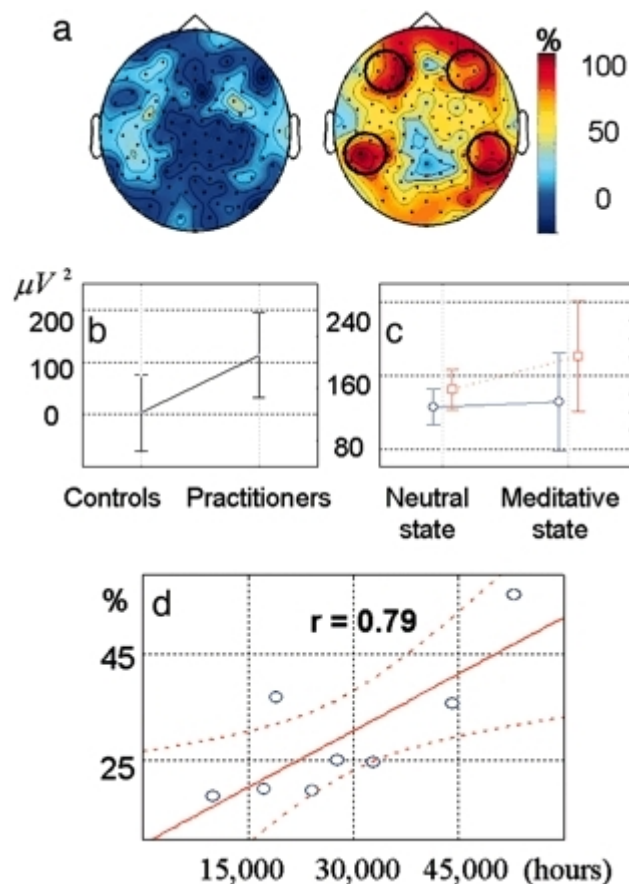 a
%
100
50
0
μV²
b
200
100
0
Controls Practitioners
c
240
160
80
Neutral state
Meditative state
%
d
r = 0.79
45
25
15,000 30,000 45,000 (hours)